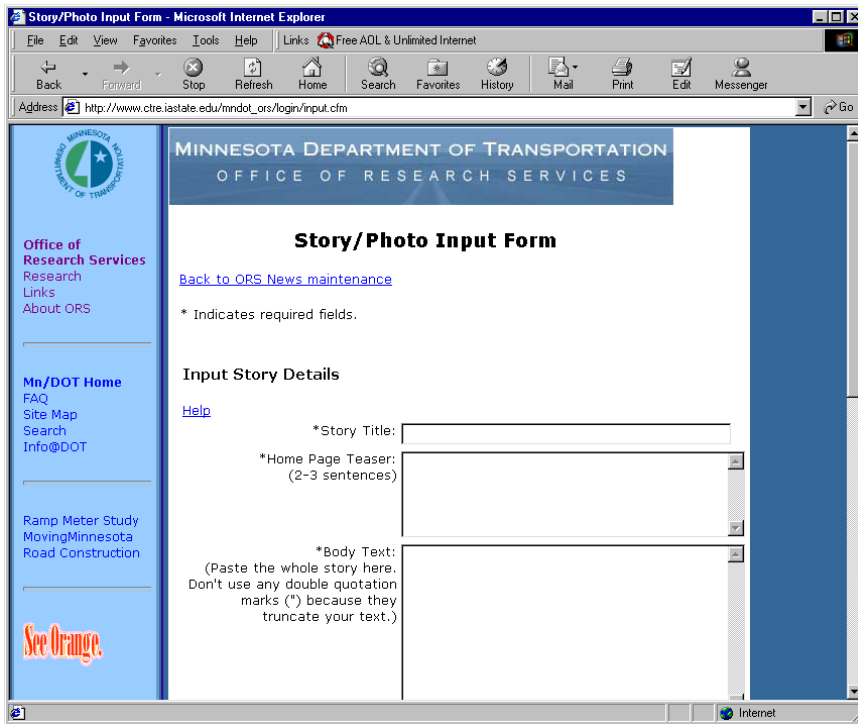 Story/Photo Input Form - Microsoft Internet Explorer
File Edit View Favorites Tools Help Links Free AOL & Unlimited Internet
Back Forward Stop Refresh Home Search Favorites History Mail Print Edit Messenger
Address http://www.ctre.iastate.edu/mndot_ors/login/input.cfm Go
MINNESOTA DEPARTMENT OF TRANSPORTATION
MINNESOTA DEPARTMENT OF TRANSPORTATION
OFFICE OF RESEARCH SERVICES
Office of
Research Services
Research
Links
About ORS
Mn/DOT Home
FAQ
Site Map
Search
Info@DOT
Ramp Meter Study
MovingMinnesota
Road Construction
See Orange.
Story/Photo Input Form
Back to ORS News maintenance
* Indicates required fields.
Input Story Details
Help
*Story Title:
*Home Page Teaser:
(2-3 sentences)
*Body Text:
(Paste the whole story here.
Don't use any double quotation
marks (") because they
truncate your text.)
Internet